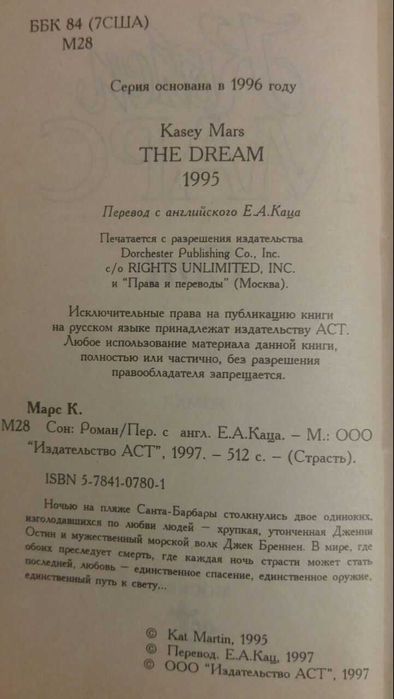 ББК 84 (7США)
М28
Серия основана в 1996 году
Kasey Mars
THE DREAM
1995
Перевод с английского Е.А.Каца
Печатается с разрешения издательства
Dorchester Publishing Co., Inc.
c/o RIGHTS UNLIMITED, INC.
и "Права и переводы" (Москва).
Исключительные права на публикацию книги
на русском языке принадлежат издательству АСТ.
Любое использование материала данной книги,
полностью или частично, без разрешения
правообладателя запрещается.
Марс К.
М28 Сон: Роман/Пер. с англ. Е.А.Каца. – М.: ООО
"Издательство АСТ", 1997. – 512 с. – (Страсть).
ISBN 5-7841-0780-1
Ночью на пляже Санта-Барбары столкнулись двое одиноких,
изголодавшихся по любви людей – хрупкая, утонченная Дженни
Остин и мужественный морской волк Джек Бреннен. В мире, где
обоих преследует смерть, где каждая ночь страсти может стать
последней, любовь – единственное спасение, единственное оружие,
единственный путь к свету...
© Kat Martin, 1995
© Перевод. Е.А.Кац, 1997
© ООО "Издательство АСТ", 1997